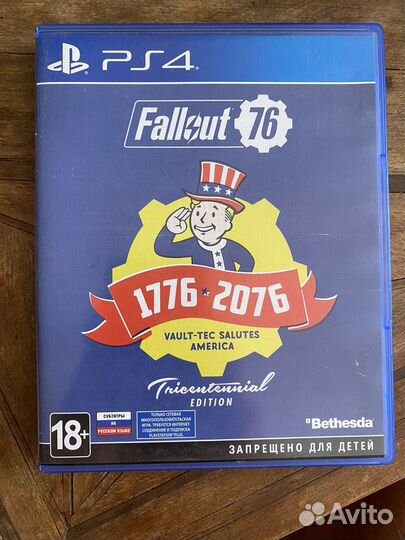 PS4
Fallout 76
1776 ★ 2076
VAULT-TEC SALUTES
AMERICA
Tricentennial
EDITION
18+
СУБТИТРЫ
НА
РУССКОМ ЯЗЫКЕ
ТОЛЬКО СЕТЕВАЯ
МНОГОПОЛЬЗОВАТЕЛЬСКАЯ
ИГРА. ТРЕБУЕТСЯ ИНТЕРНЕТ-
СОЕДИНЕНИЕ И ПОДПИСКА
PLAYSTATION®PLUS.
Bethesda®
ЗАПРЕЩЕНО ДЛЯ ДЕТЕЙ
Avito